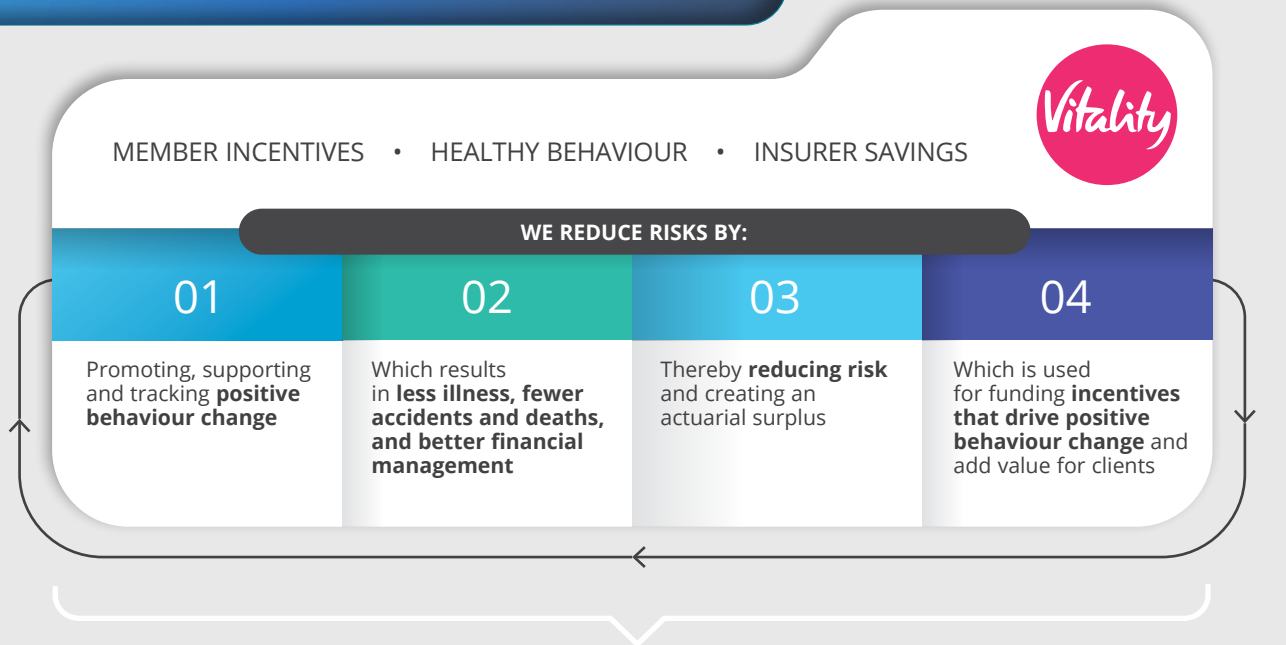 Vitality
MEMBER INCENTIVES • HEALTHY BEHAVIOUR • INSURER SAVINGS
WE REDUCE RISKS BY:
01
Promoting, supporting
and tracking positive
behaviour change
02
Which results
in less illness, fewer
accidents and deaths,
and better financial
management
03
Thereby reducing risk
and creating an
actuarial surplus
04
Which is used
for funding incentives
that drive positive
behaviour change and
add value for clients